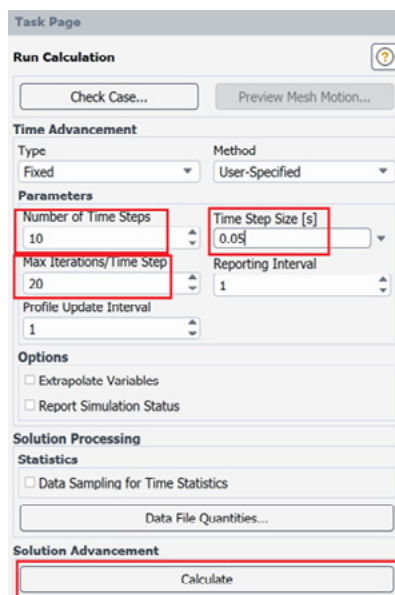 Task Page
Run Calculation ?
Check Case... Preview Mesh Motion...
Time Advancement
Type Method
Fixed User-Specified
Parameters
Number of Time Steps Time Step Size [s]
10 0.05
Max Iterations/Time Step Reporting Interval
20 1
Profile Update Interval
1
Options
Extrapolate Variables
Report Simulation Status
Solution Processing
Statistics
Data Sampling for Time Statistics
Data File Quantities...
Solution Advancement
Calculate